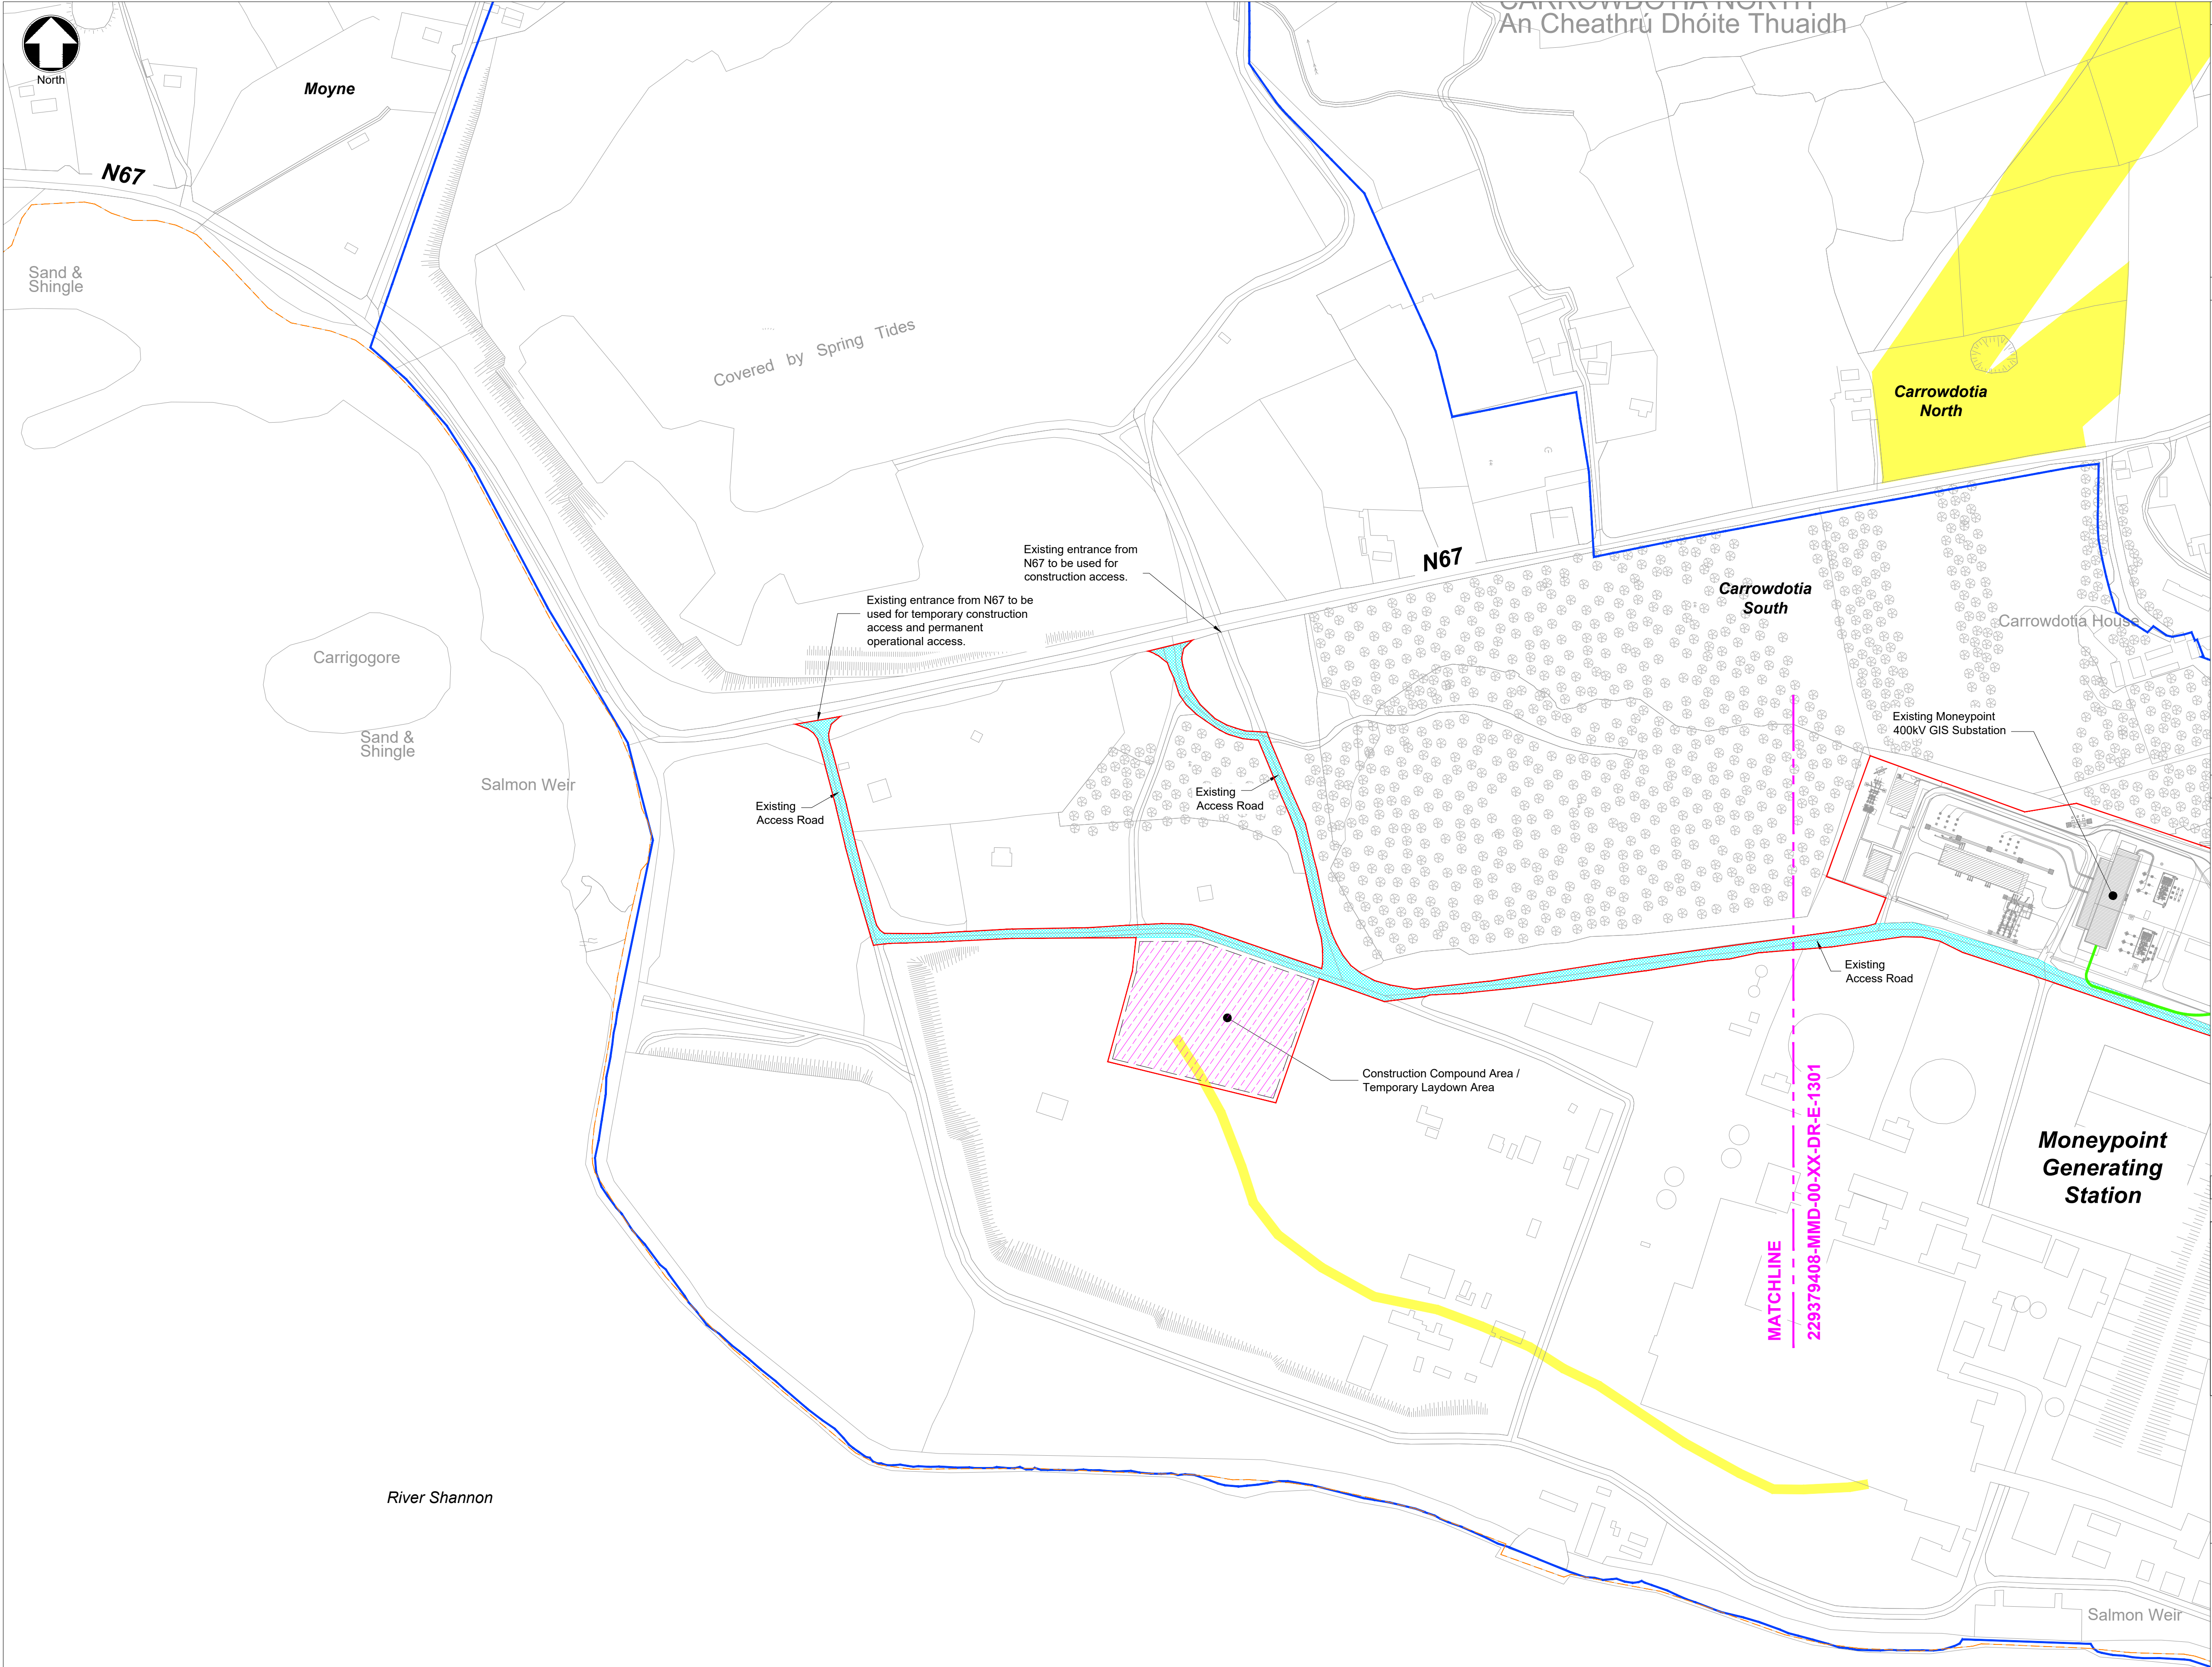 CARROWDOTIA NORTH
An Cheathrú Dhóite Thuaidh
North
Moyne
N67
Sand &
Shingle
Covered by Spring Tides
Carrowdotia
North
Existing entrance from
N67 to be used for
construction access.
N67
Existing entrance from N67 to be
used for temporary construction
access and permanent
operational access.
Carrowdotia
South
Carrowdotia House
Carrigogore
Sand &
Shingle
Salmon Weir
Existing Moneypoint
400kV GIS Substation
Existing
Access Road
Existing
Access Road
Existing
Access Road
Construction Compound Area /
Temporary Laydown Area
MATCHLINE
229379408-MMD-00-XX-DR-E-1301
Moneypoint
Generating
Station
River Shannon
Salmon Weir